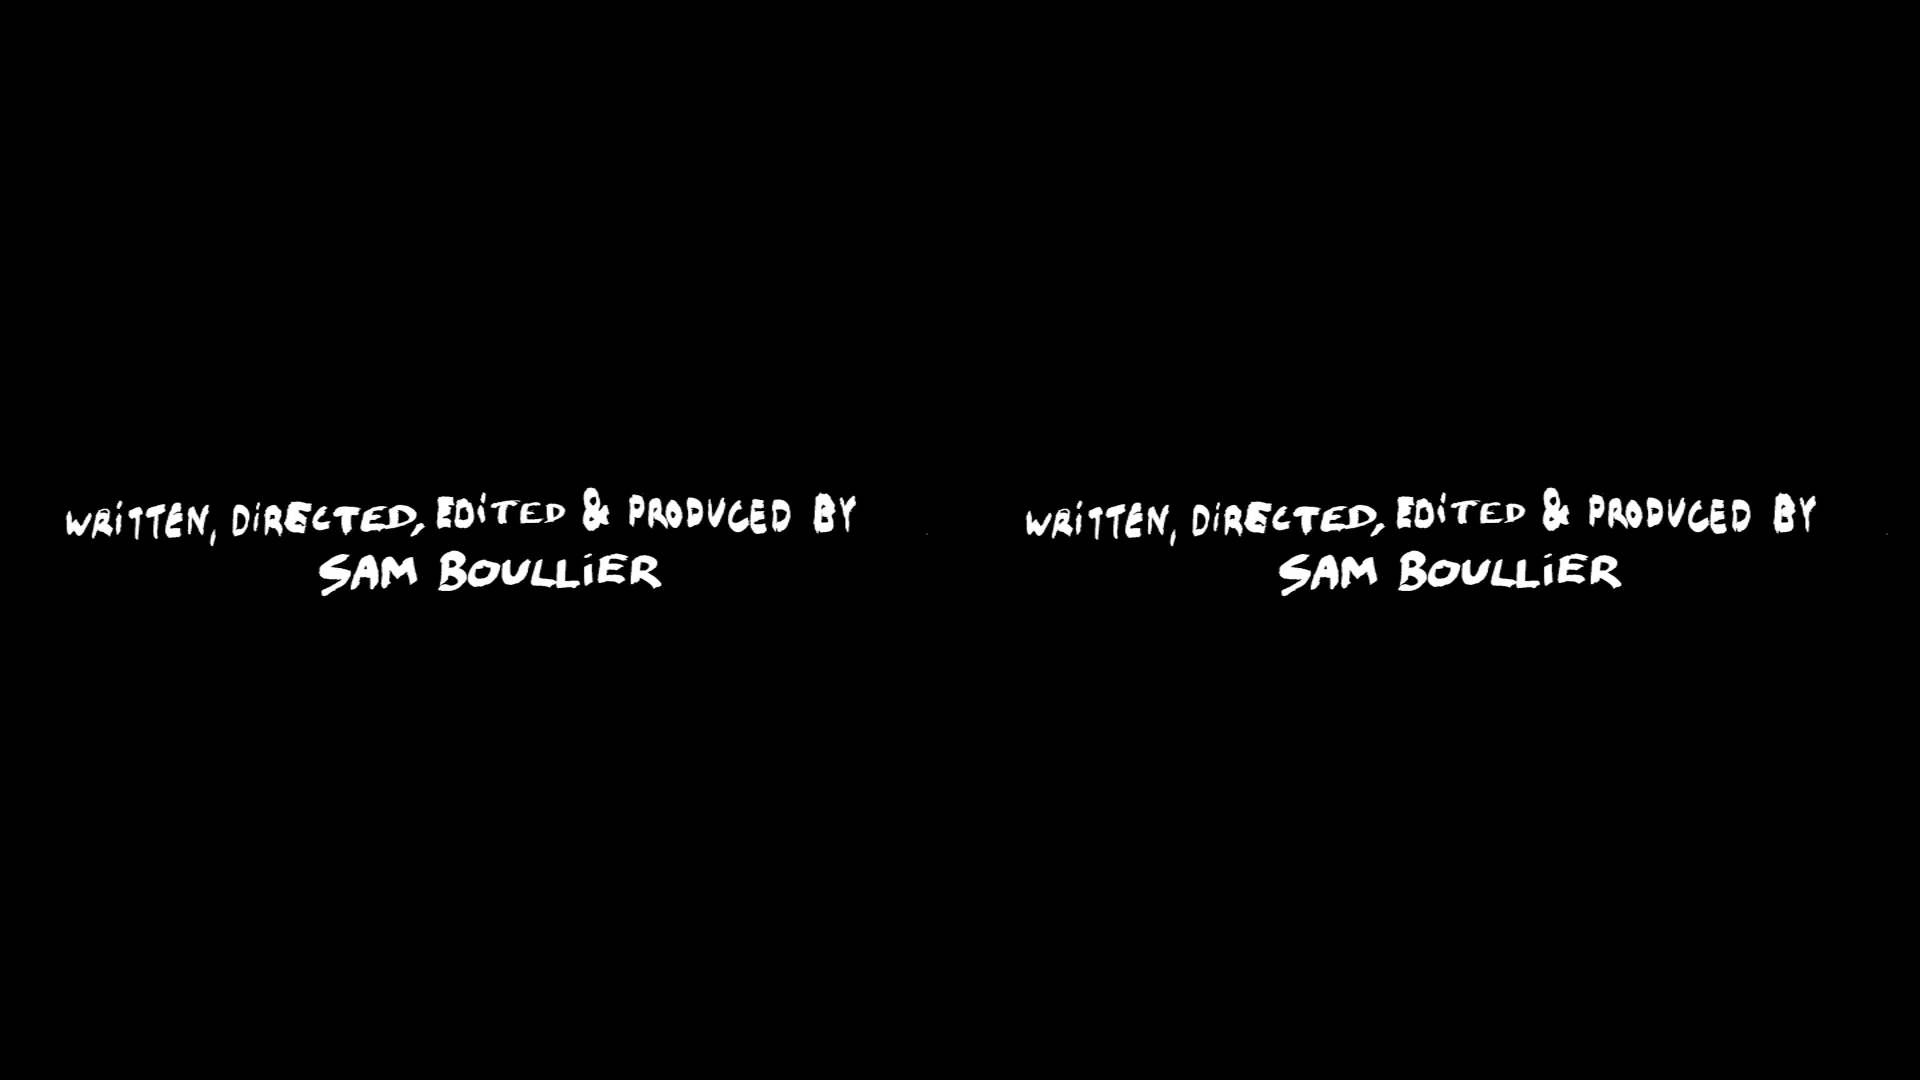 WRiTTEN, DiRECTED, EDiTED & PRODUCED BY
SAM BOULLiER
WRiTTEN, DiRECTED, EDiTED & PRODUCED BY
SAM BOULLiER